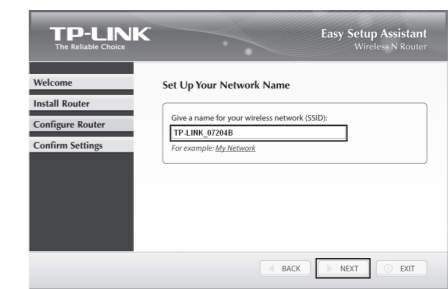 TP-LINK
The Reliable Choice
Easy Setup Assistant
Wireless N Router
Welcome
Install Router
Configure Router
Confirm Settings
Set Up Your Network Name
Give a name for your wireless network (SSID):
TP-LINK_07204B
For example: My Network
BACK
NEXT
EXIT